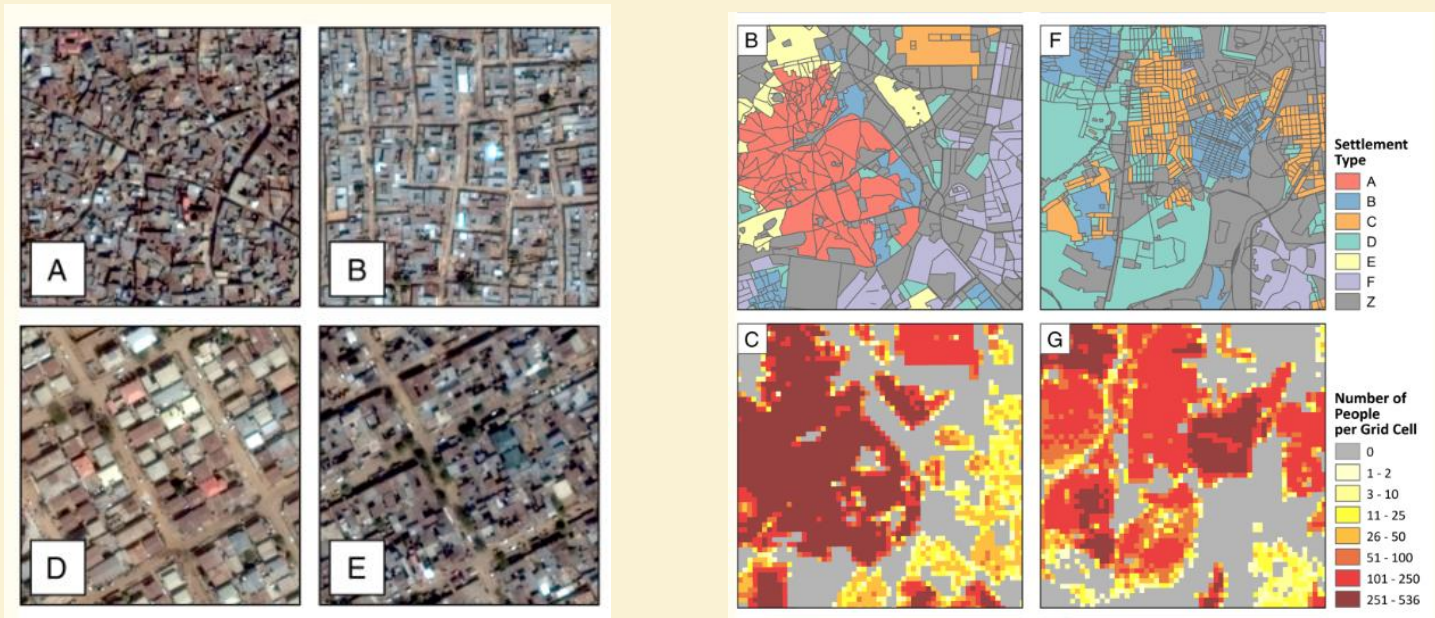 A
B
D
E
B
F
C
G
Settlement
Type
A
B
C
D
E
F
Z
Number of
People
per Grid Cell
0
1 - 2
3 - 10
11 - 25
26 - 50
51 - 100
101 - 250
251 - 536